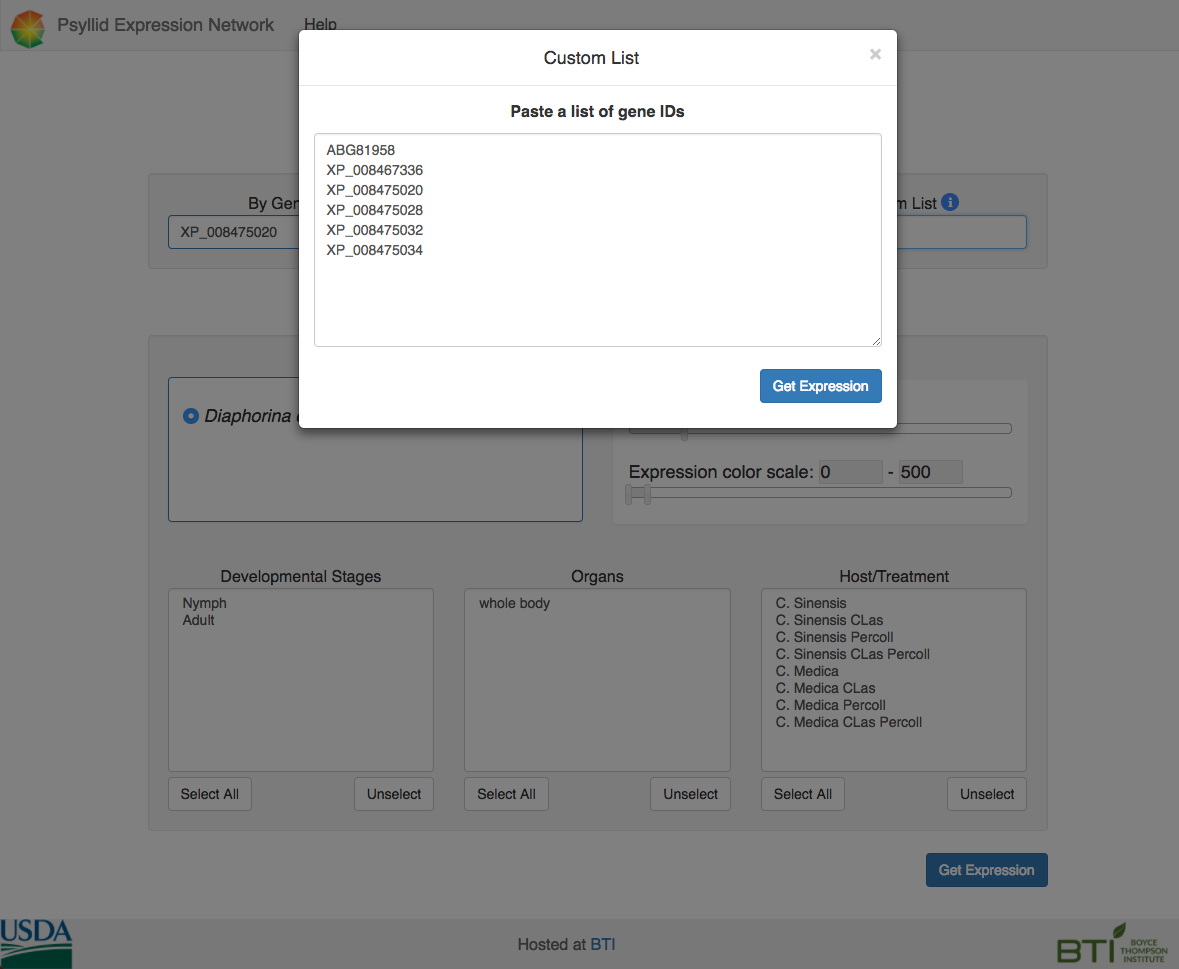 Psyllid Expression Network Help
Custom List ×
Paste a list of gene IDs
ABG81958
XP_008467336
XP_008475020
XP_008475028
XP_008475032
XP_008475034
Get Expression
By Gen
XP_008475020
m List i
Diaphorina
Expression color scale: 0 - 500
Developmental Stages
Nymph
Adult
Select All Unselect
Organs
whole body
Select All Unselect
Host/Treatment
C. Sinensis
C. Sinensis CLas
C. Sinensis Percoll
C. Sinensis CLas Percoll
C. Medica
C. Medica CLas
C. Medica Percoll
C. Medica CLas Percoll
Select All Unselect
Get Expression
USDA
Hosted at BTI
BTI
BOYCE
THOMPSON
INSTITUTE